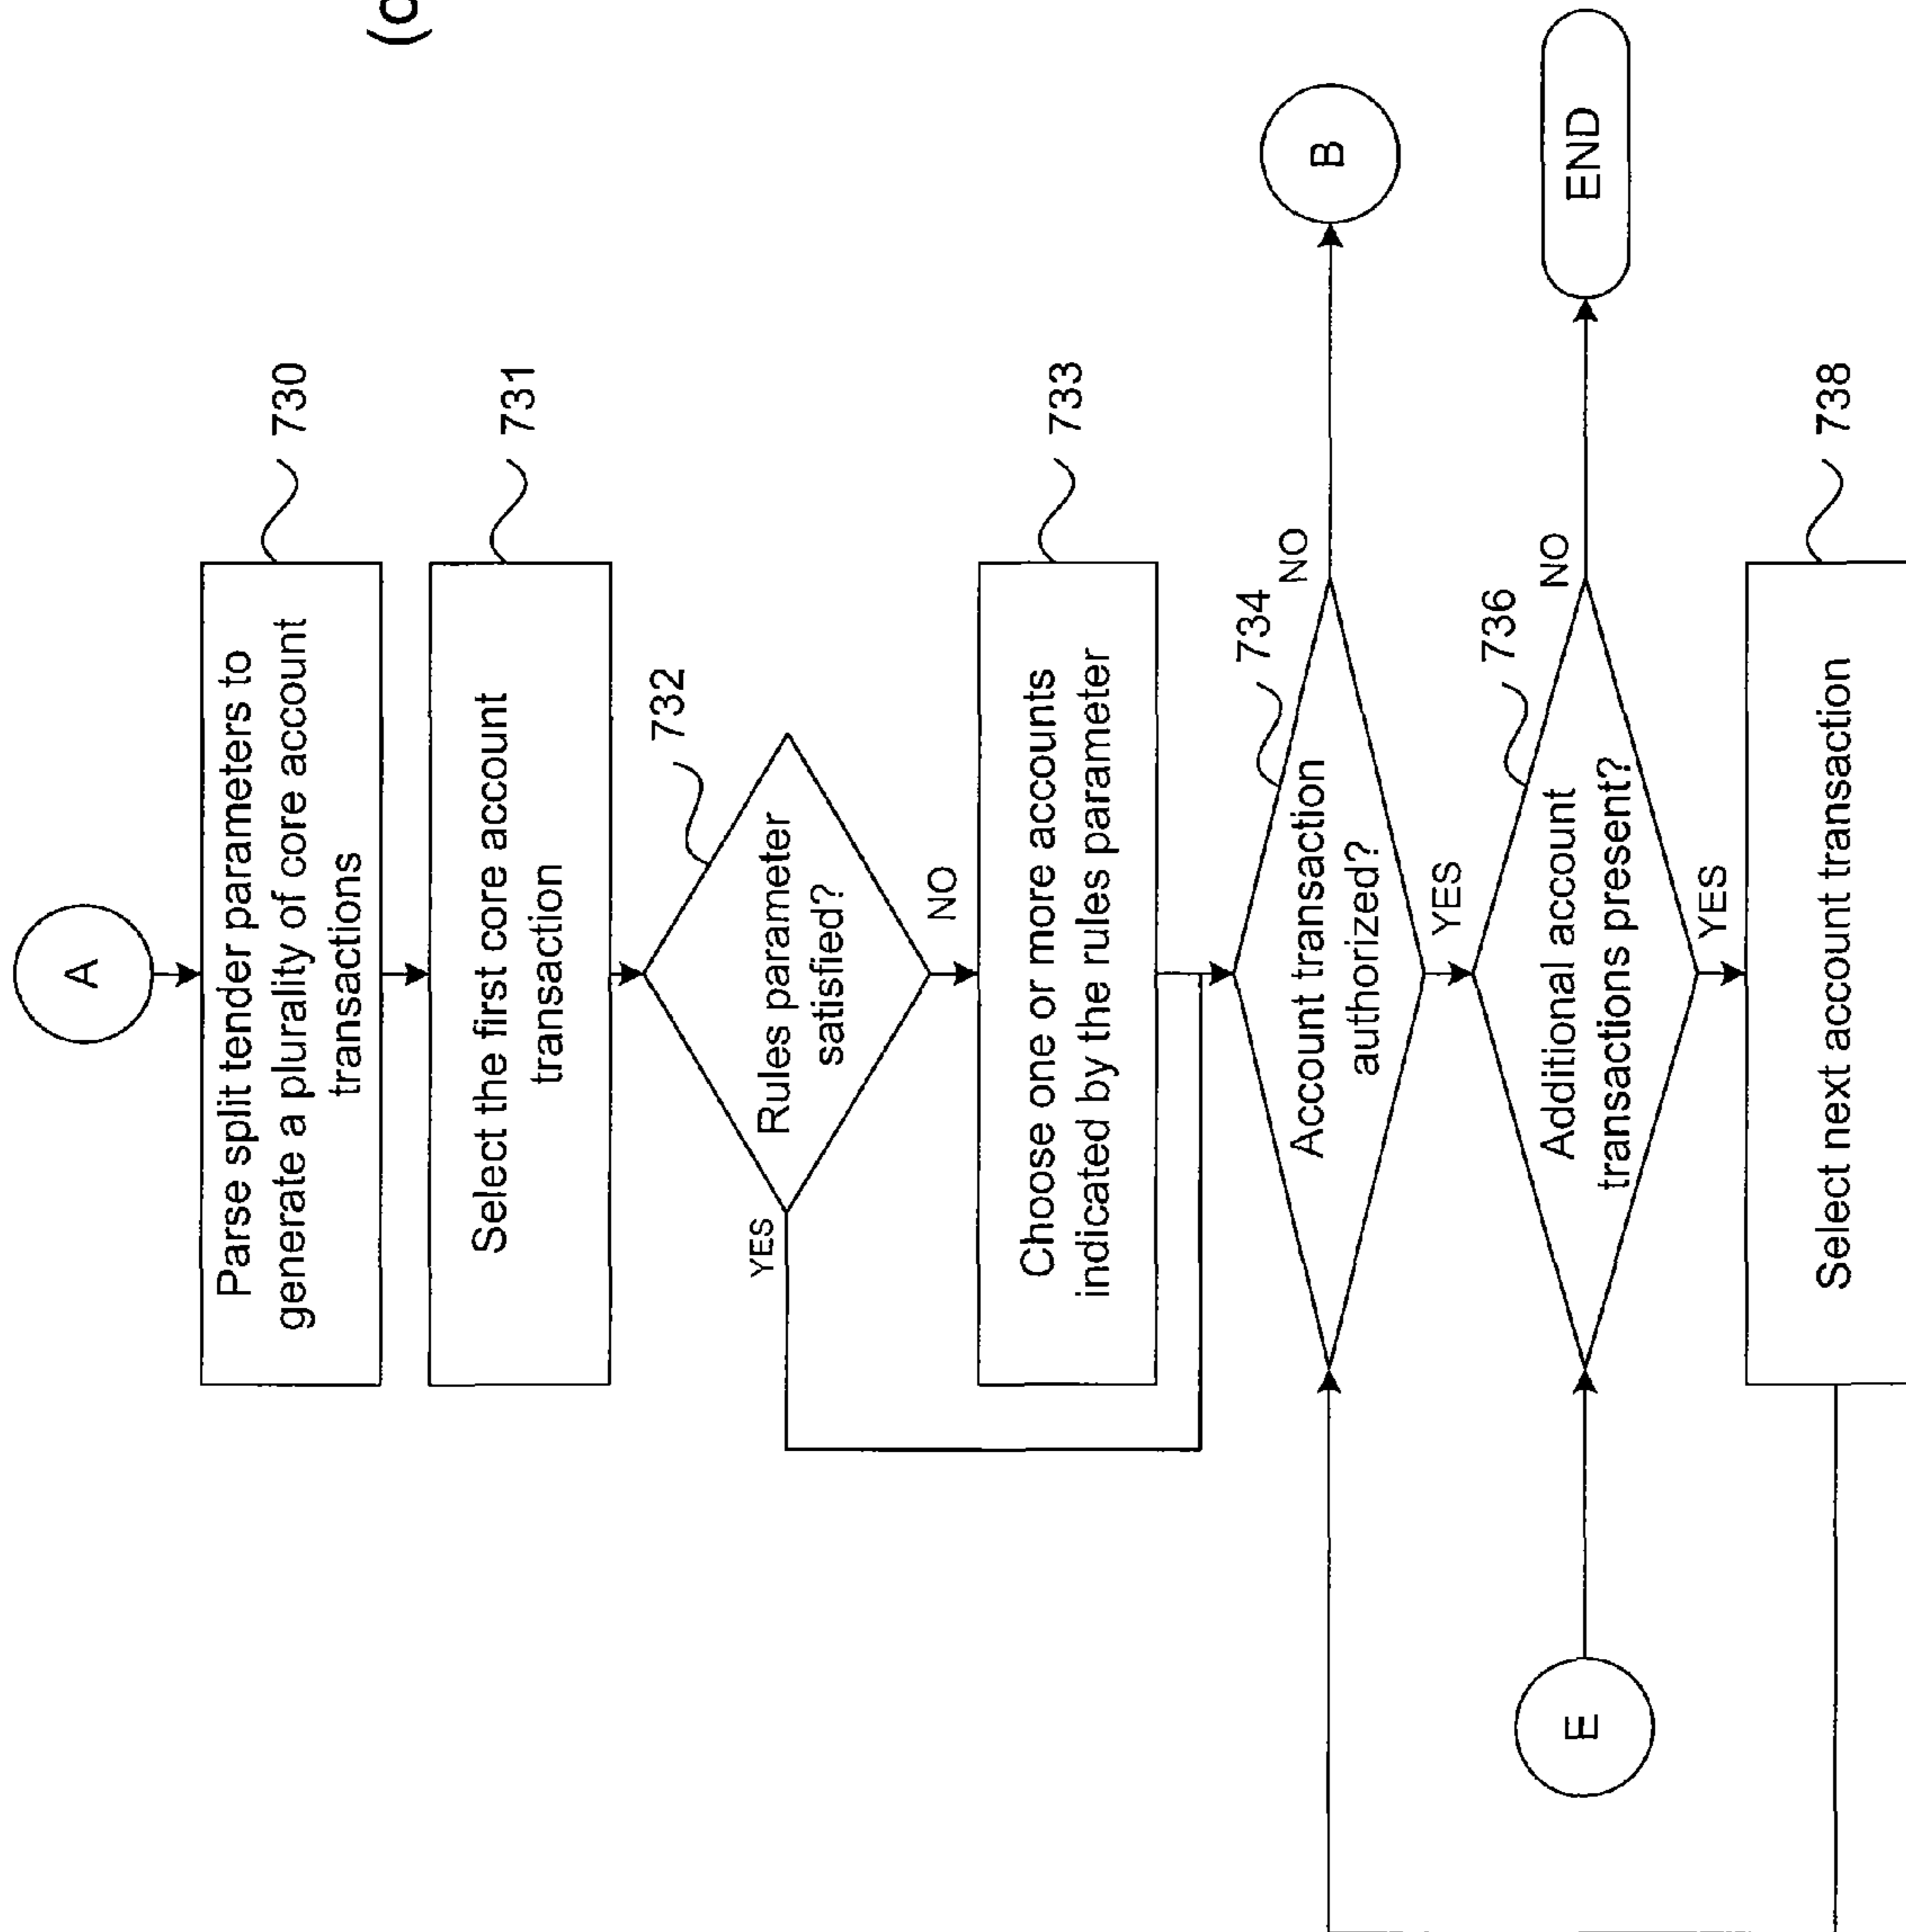 A
Parse split tender parameters to
generate a plurality of core account
transactions
730
Select the first core account
transaction
731
732
Rules parameter
satisfied?
YES
NO
Choose one or more accounts
indicated by the rules parameter
733
734
Account transaction
authorized?
NO
B
YES
736
E
Additional account
transactions present?
NO
END
YES
Select next account transaction
738